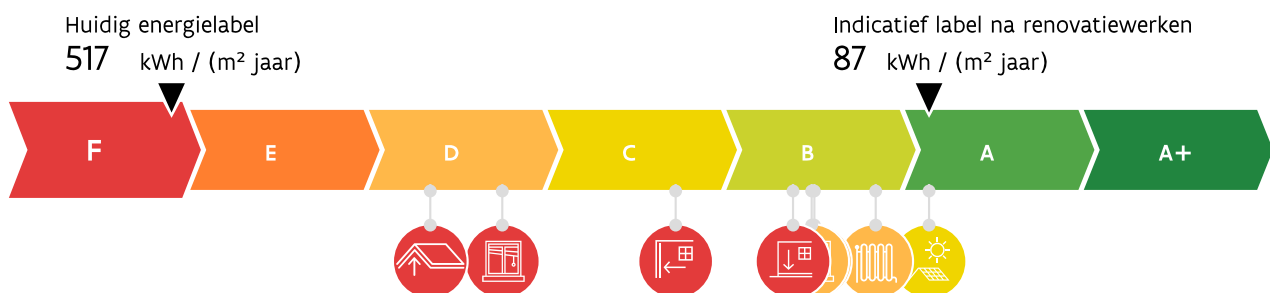 Huidig energielabel
517 kWh / (m² jaar)
Indicatief label na renovatiewerken
87 kWh / (m² jaar)
F E D C B A A+